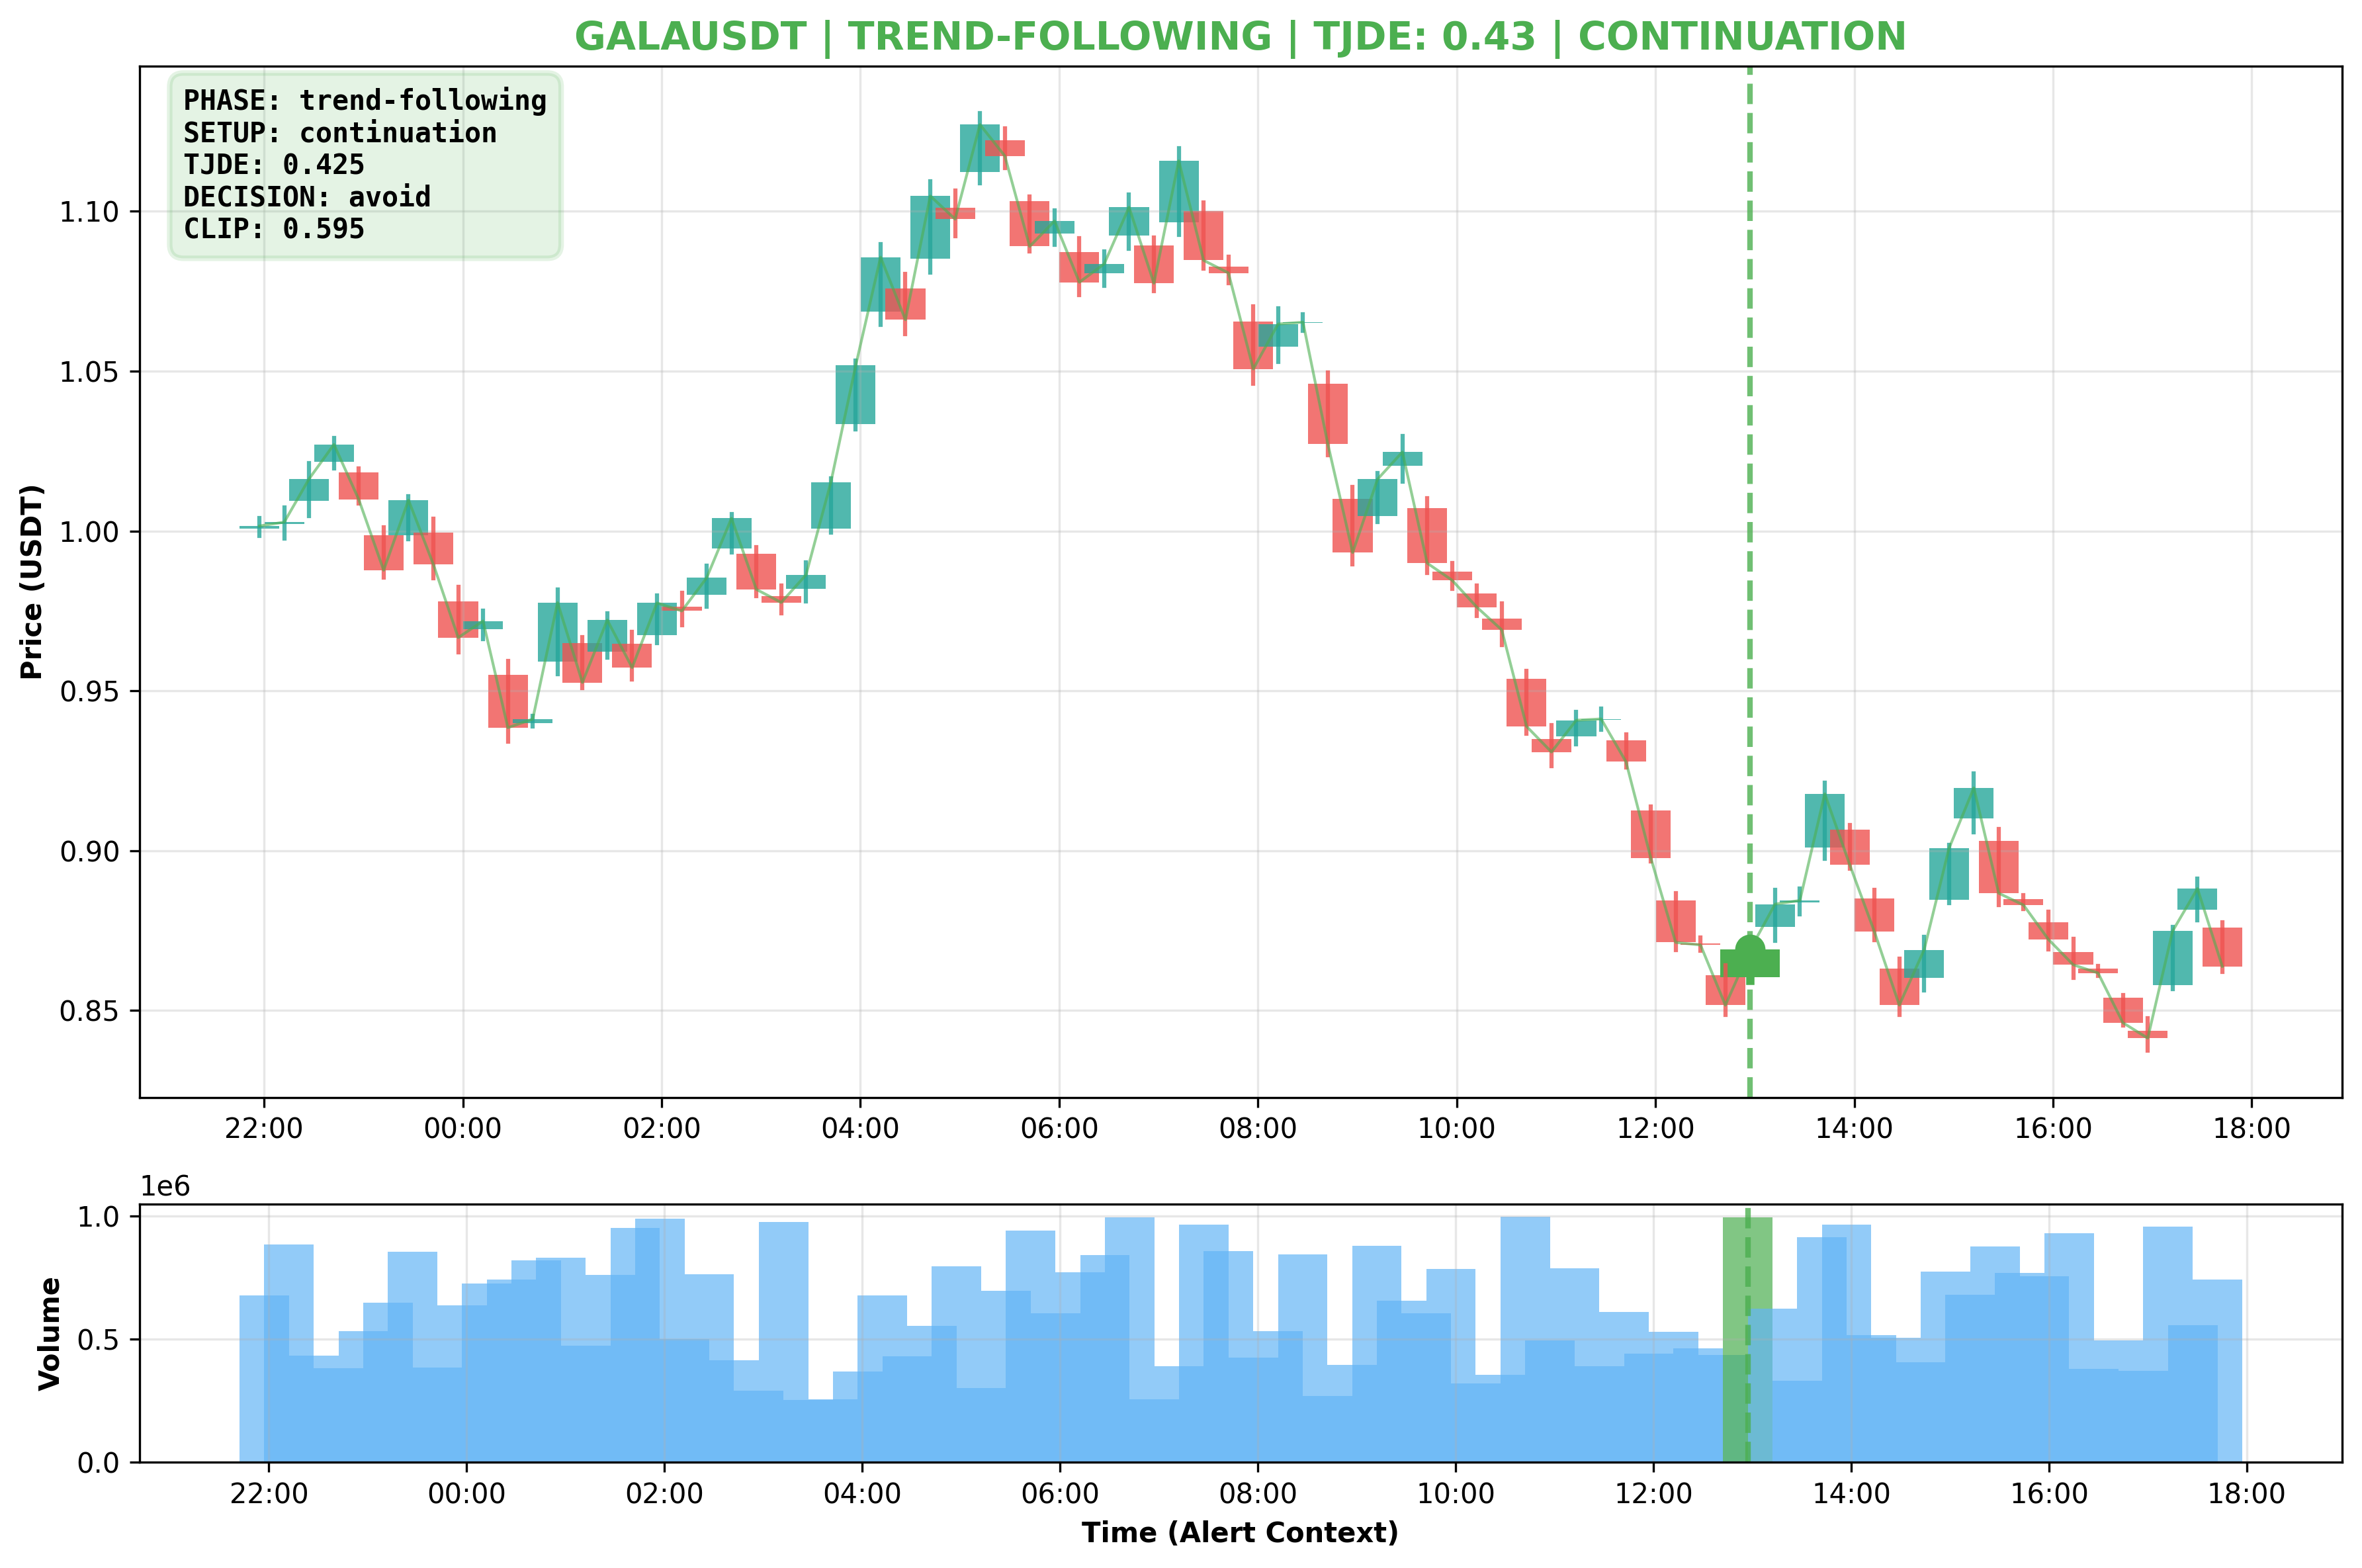 GALAUSDT | TREND-FOLLOWING | TJDE: 0.43 | CONTINUATION
PHASE: trend-following
SETUP: continuation
TJDE: 0.425
DECISION: avoid
CLIP: 0.595
Price (USDT)
1.10
1.05
1.00
0.95
0.90
0.85
22:00 00:00 02:00 04:00 06:00 08:00 10:00 12:00 14:00 16:00 18:00
1e6
Volume
1.0
0.5
0.0
22:00 00:00 02:00 04:00 06:00 08:00 10:00 12:00 14:00 16:00 18:00
Time (Alert Context)